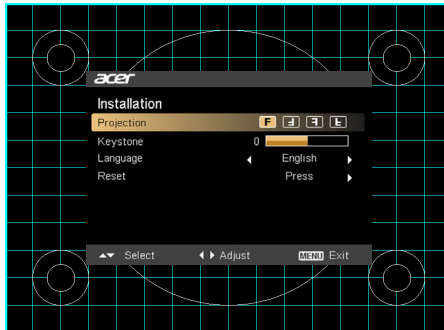 acer
Installation
Projection F F F F
Keystone 0
Language English
Reset Press
Select Adjust MENU Exit